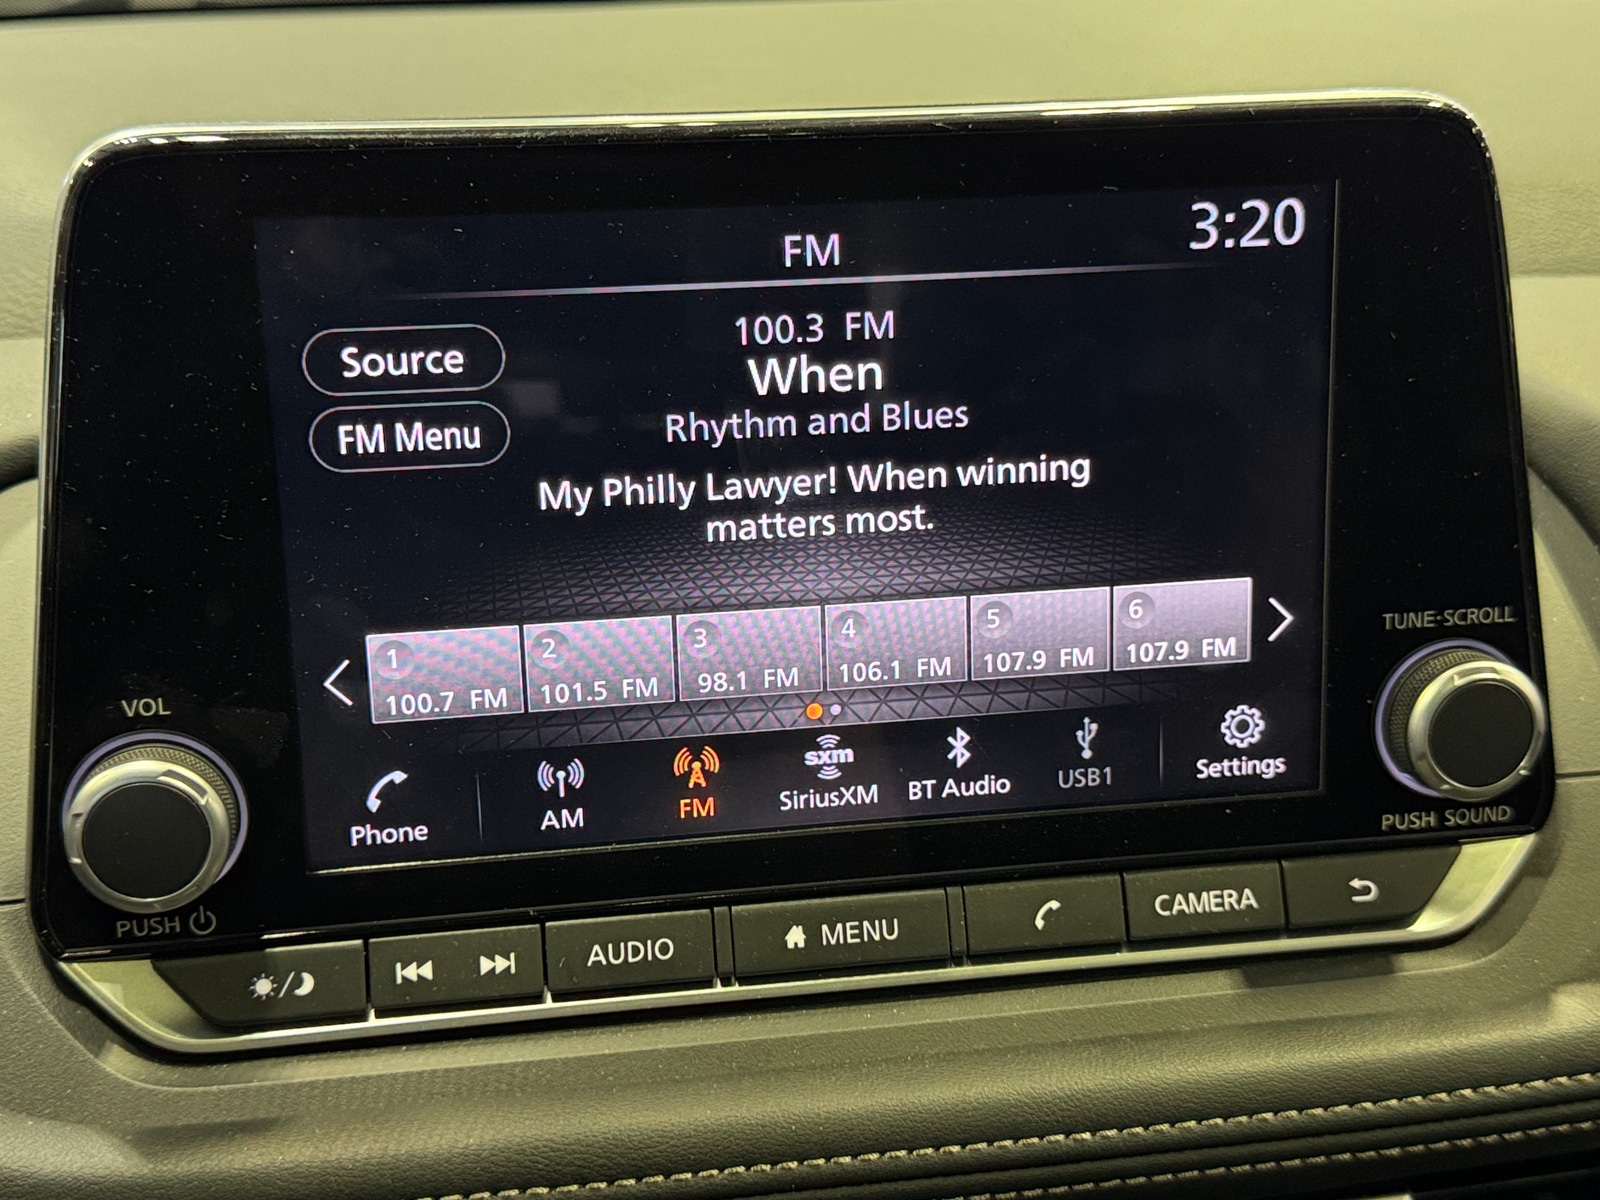 3:20
FM
100.3 FM
When
Rhythm and Blues
My Philly Lawyer! When winning
matters most.
Source
FM Menu
1
100.7 FM
2
101.5 FM
3
98.1 FM
4
106.1 FM
5
107.9 FM
6
107.9 FM
Phone
AM
FM
sxm
SiriusXM
BT Audio
USB1
Settings
VOL
PUSH
TUNE·SCROLL
PUSH SOUND
AUDIO
MENU
CAMERA